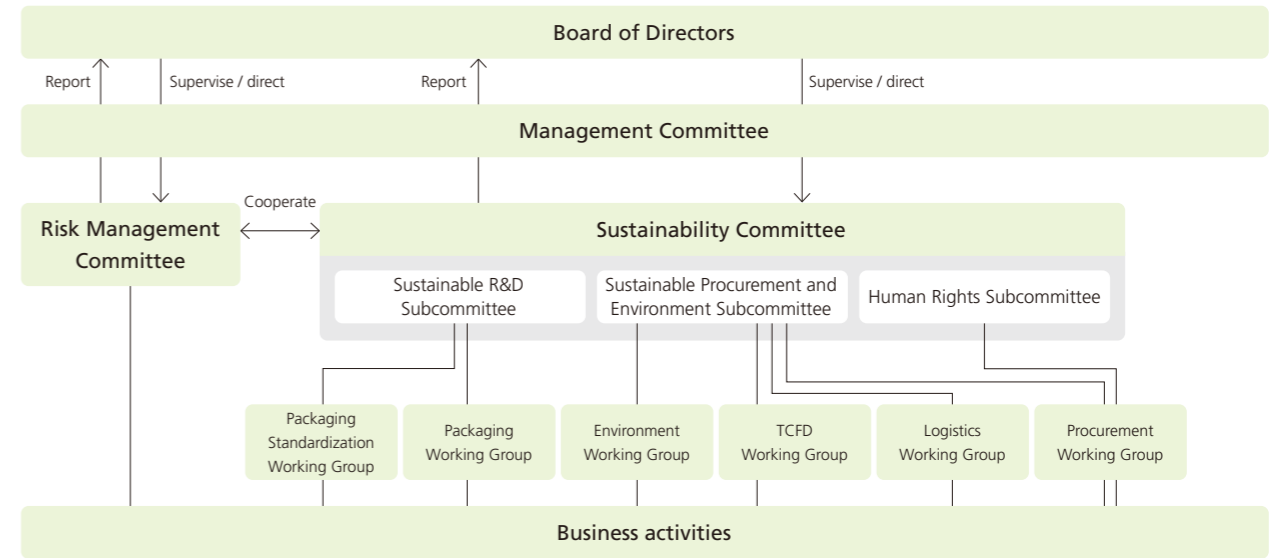 Board of Directors
Report
Supervise / direct
Report
Supervise / direct
Management Committee
Cooperate
Risk Management
Committee
Sustainability Committee
Sustainable R&D
Subcommittee
Sustainable Procurement and
Environment Subcommittee
Human Rights Subcommittee
Packaging
Standardization
Working Group
Packaging
Working Group
Environment
Working Group
TCFD
Working Group
Logistics
Working Group
Procurement
Working Group
Business activities